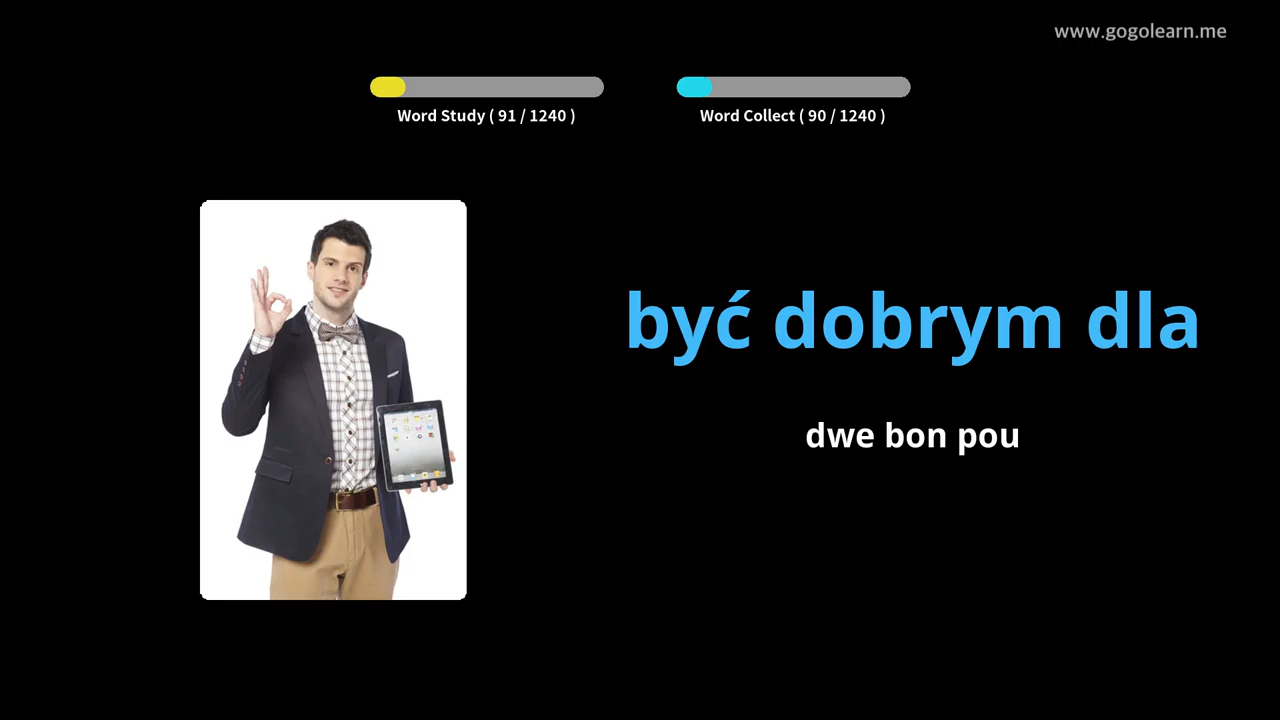 www.gogolearn.me
Word Study ( 91 / 1240 )
Word Collect ( 90 / 1240 )
być dobrym dla
dwe bon pou